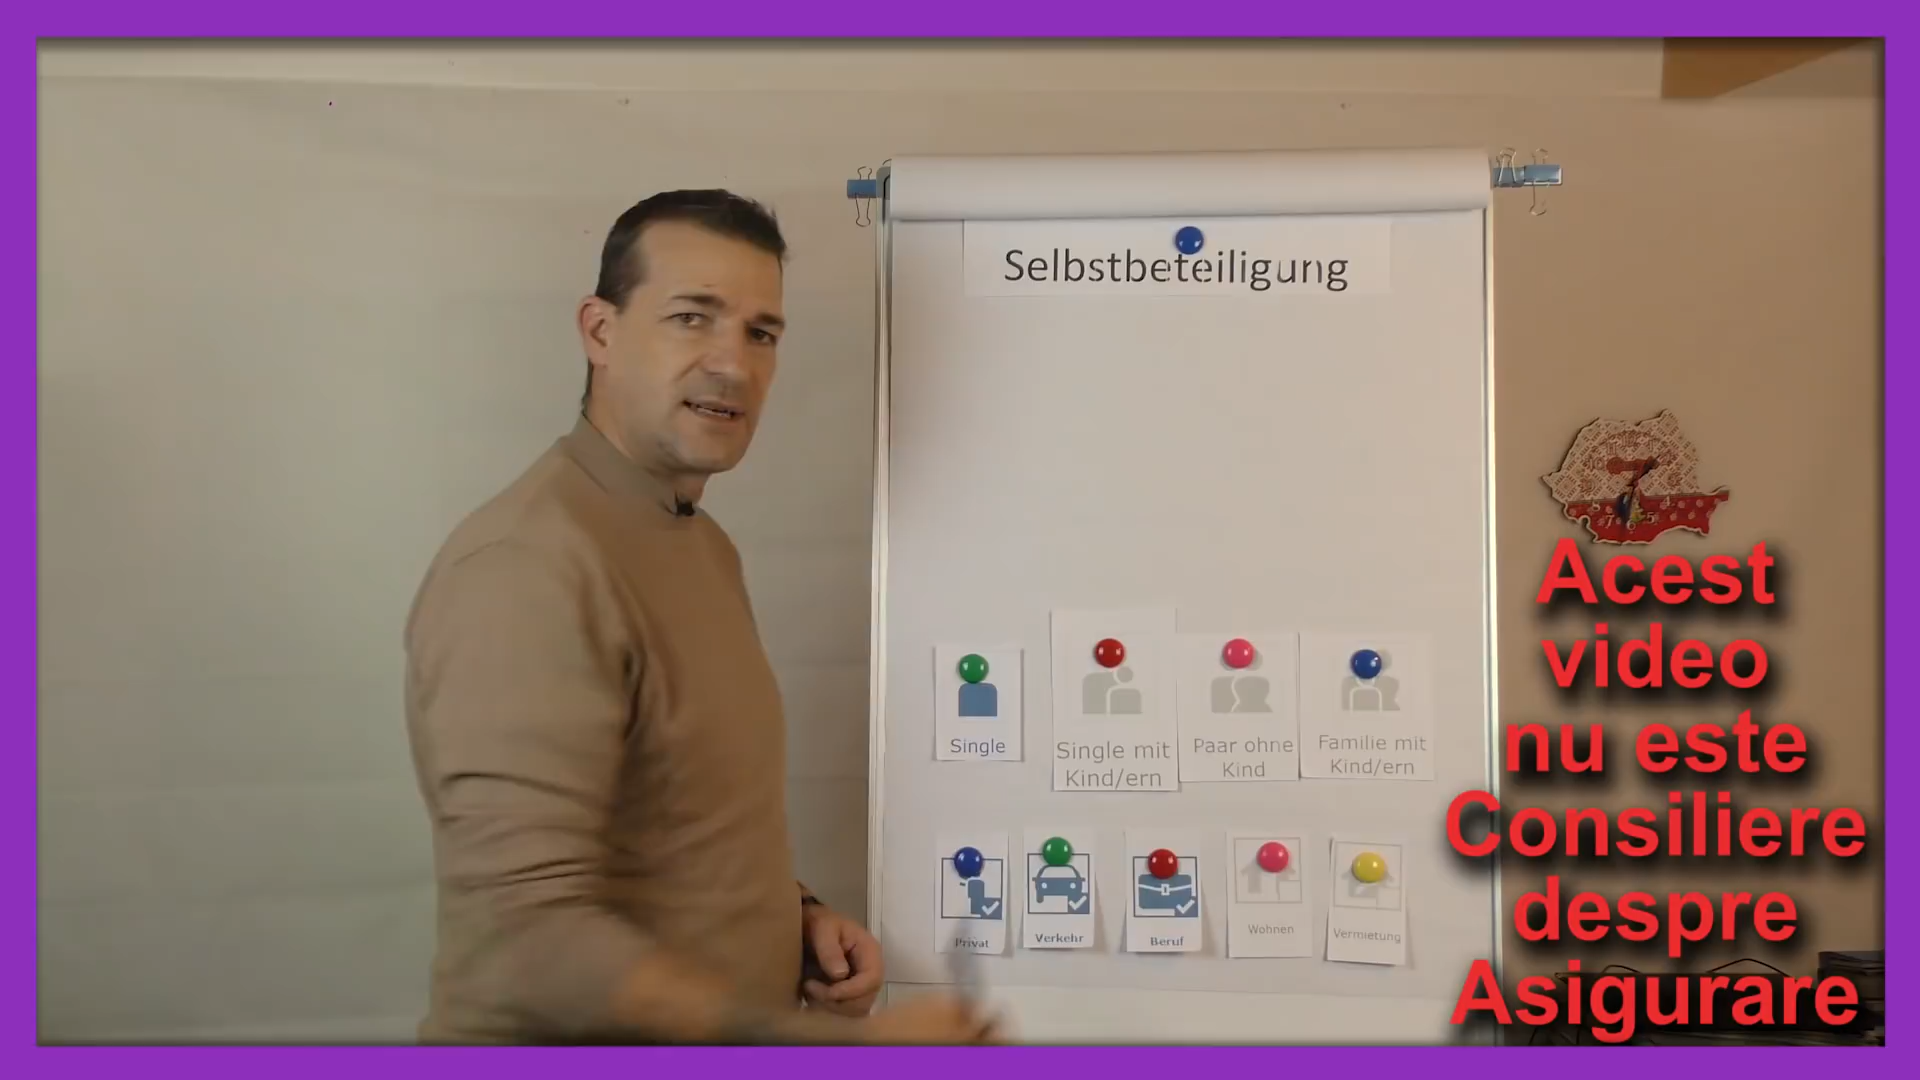 Selbstbeteiligung
Single
Single mit
Kind/ern
Paar ohne
Kind
Familie mit
Kind/ern
Privat
Verkehr
Beruf
Wohnen
Vermietung
Acest
video
nu este
Consiliere
despre
Asigurare